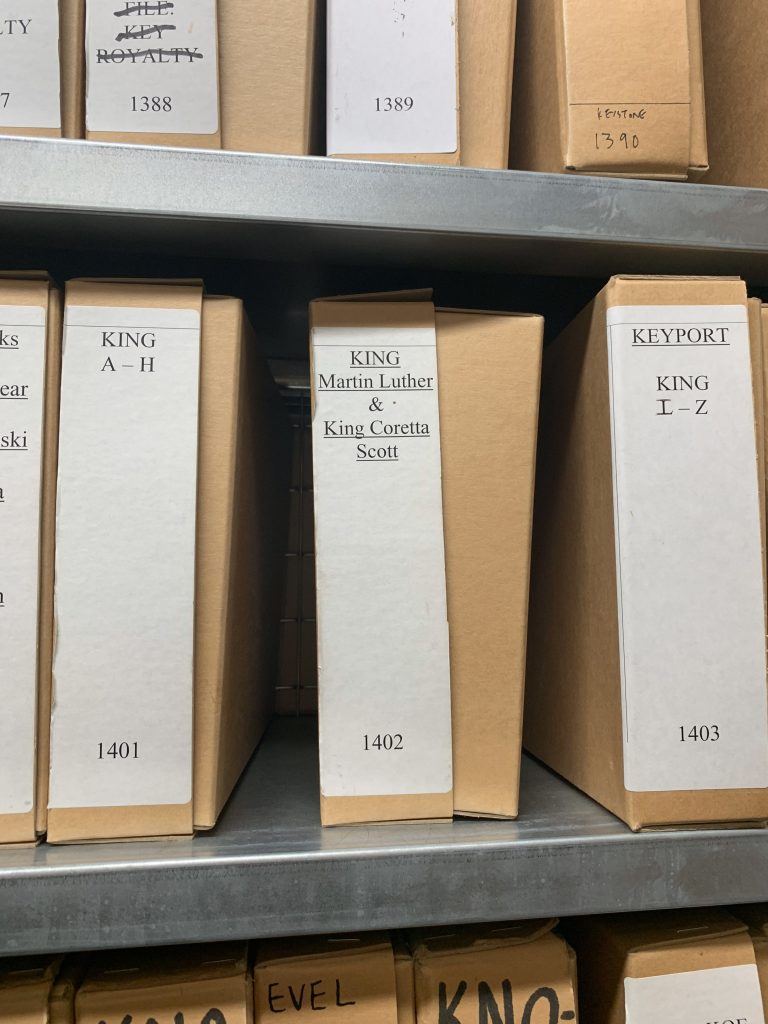 LTY
7
FILE:
KEY
ROYALTY
1388
1389
KEYSTONE
1390
ks
ear
ski
a
KING
A – H
1401
KING
Martin Luther
&
King Coretta
Scott
1402
KEYPORT
KING
I – Z
1403
EVEL
KNO-